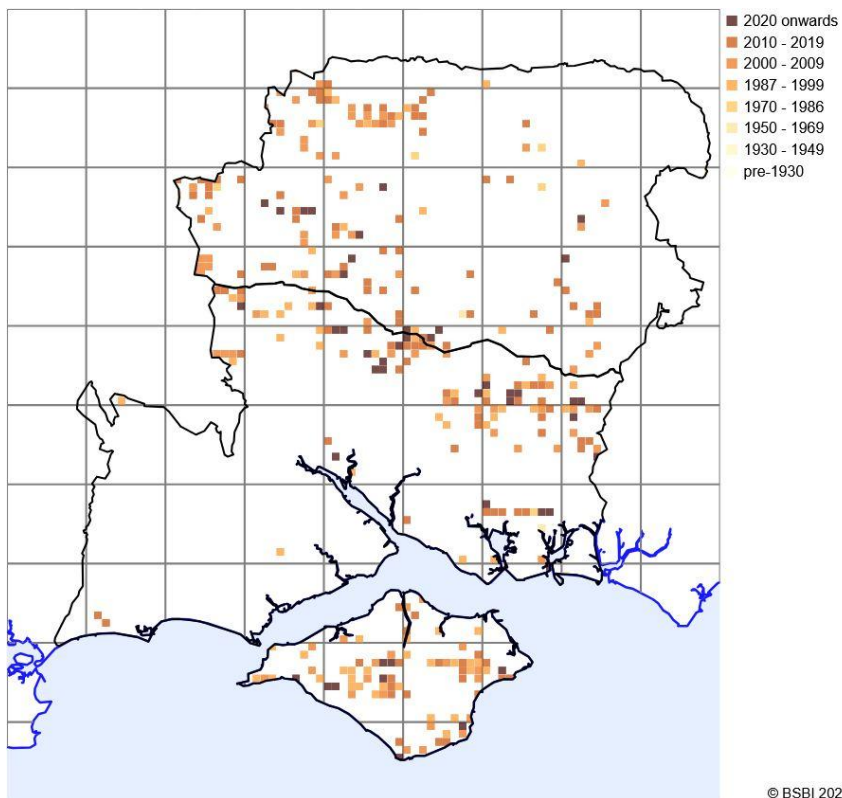 2020 onwards
2010 - 2019
2000 - 2009
1987 - 1999
1970 - 1986
1950 - 1969
1930 - 1949
pre-1930
© BSBI 202